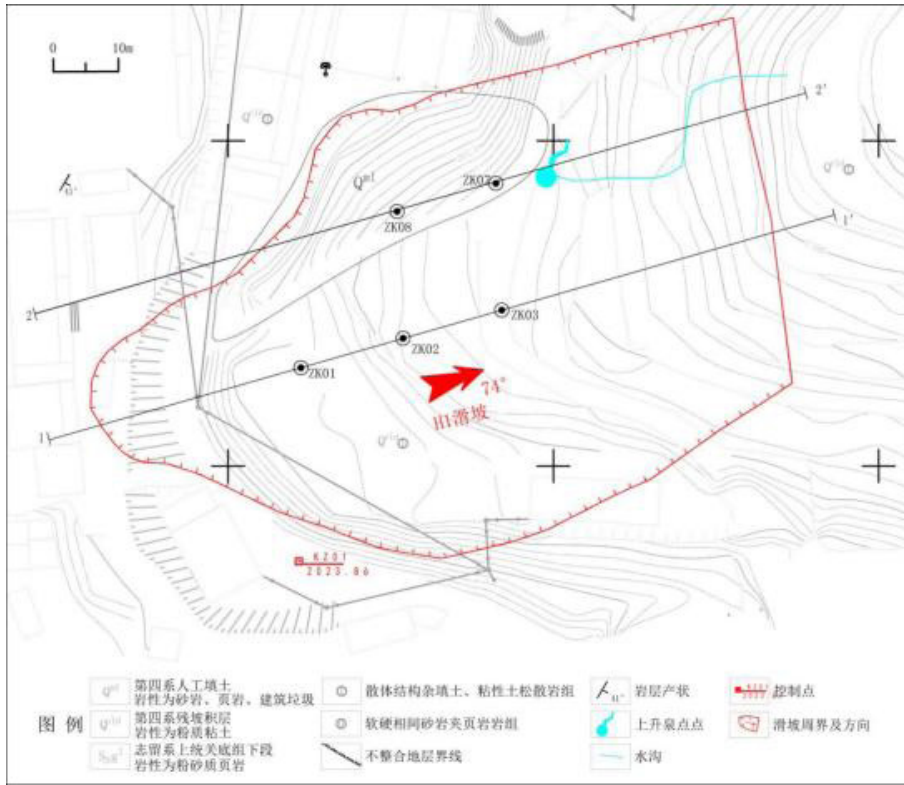 0 10m
2'
1'
Q^ml
ZK07
ZK08
ZK03
ZK02
ZK01
2
1
74°
H1滑坡
KZ01
2023.86
图 例
第四系人工填土
岩性为砂岩、页岩、建筑垃圾
第四系残坡积层
岩性为粉质粘土
志留系上统关底组下段
岩性为粉砂质页岩
散体结构杂填土、粘性土松散岩组
软硬相间砂岩夹页岩岩组
不整合地层界线
岩层产状
上升泉点点
水沟
控制点
滑坡周界及方向